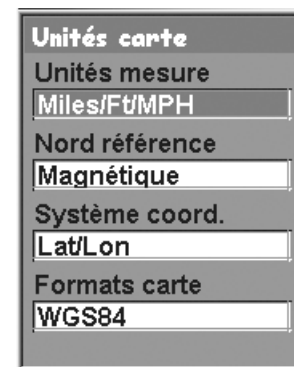 Unités carte
Unités mesure
Miles/Ft/MPH
Nord référence
Magnétique
Système coord.
Lat/Lon
Formats carte
WGS84